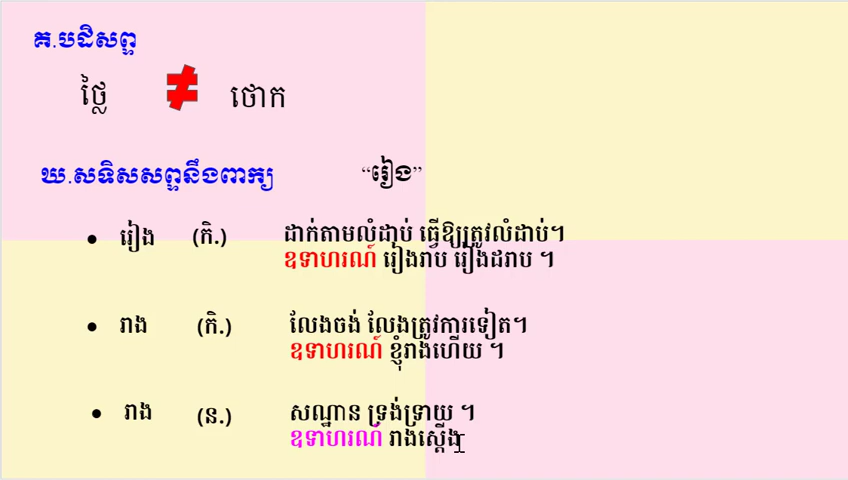 គ.បដិសព្ទ
ថ្លៃ ≠ ថោក
ឃ.សទិសសព្ទនឹងពាក្យ “រៀង”
• រៀង (កិ.) ដាក់តាមលំដាប់ ធ្វើឱ្យត្រូវលំដាប់។
ឧទាហរណ៍ រៀងរាប រៀងដរាប ។
• រាង (កិ.) លែងចង់ លែងត្រូវការទៀត។
ឧទាហរណ៍ ខ្ញុំរាងហើយ ។
• រាង (ន.) សណ្ឋាន ទ្រង់ទ្រាយ ។
ឧទាហរណ៍ រាងស្ដើង